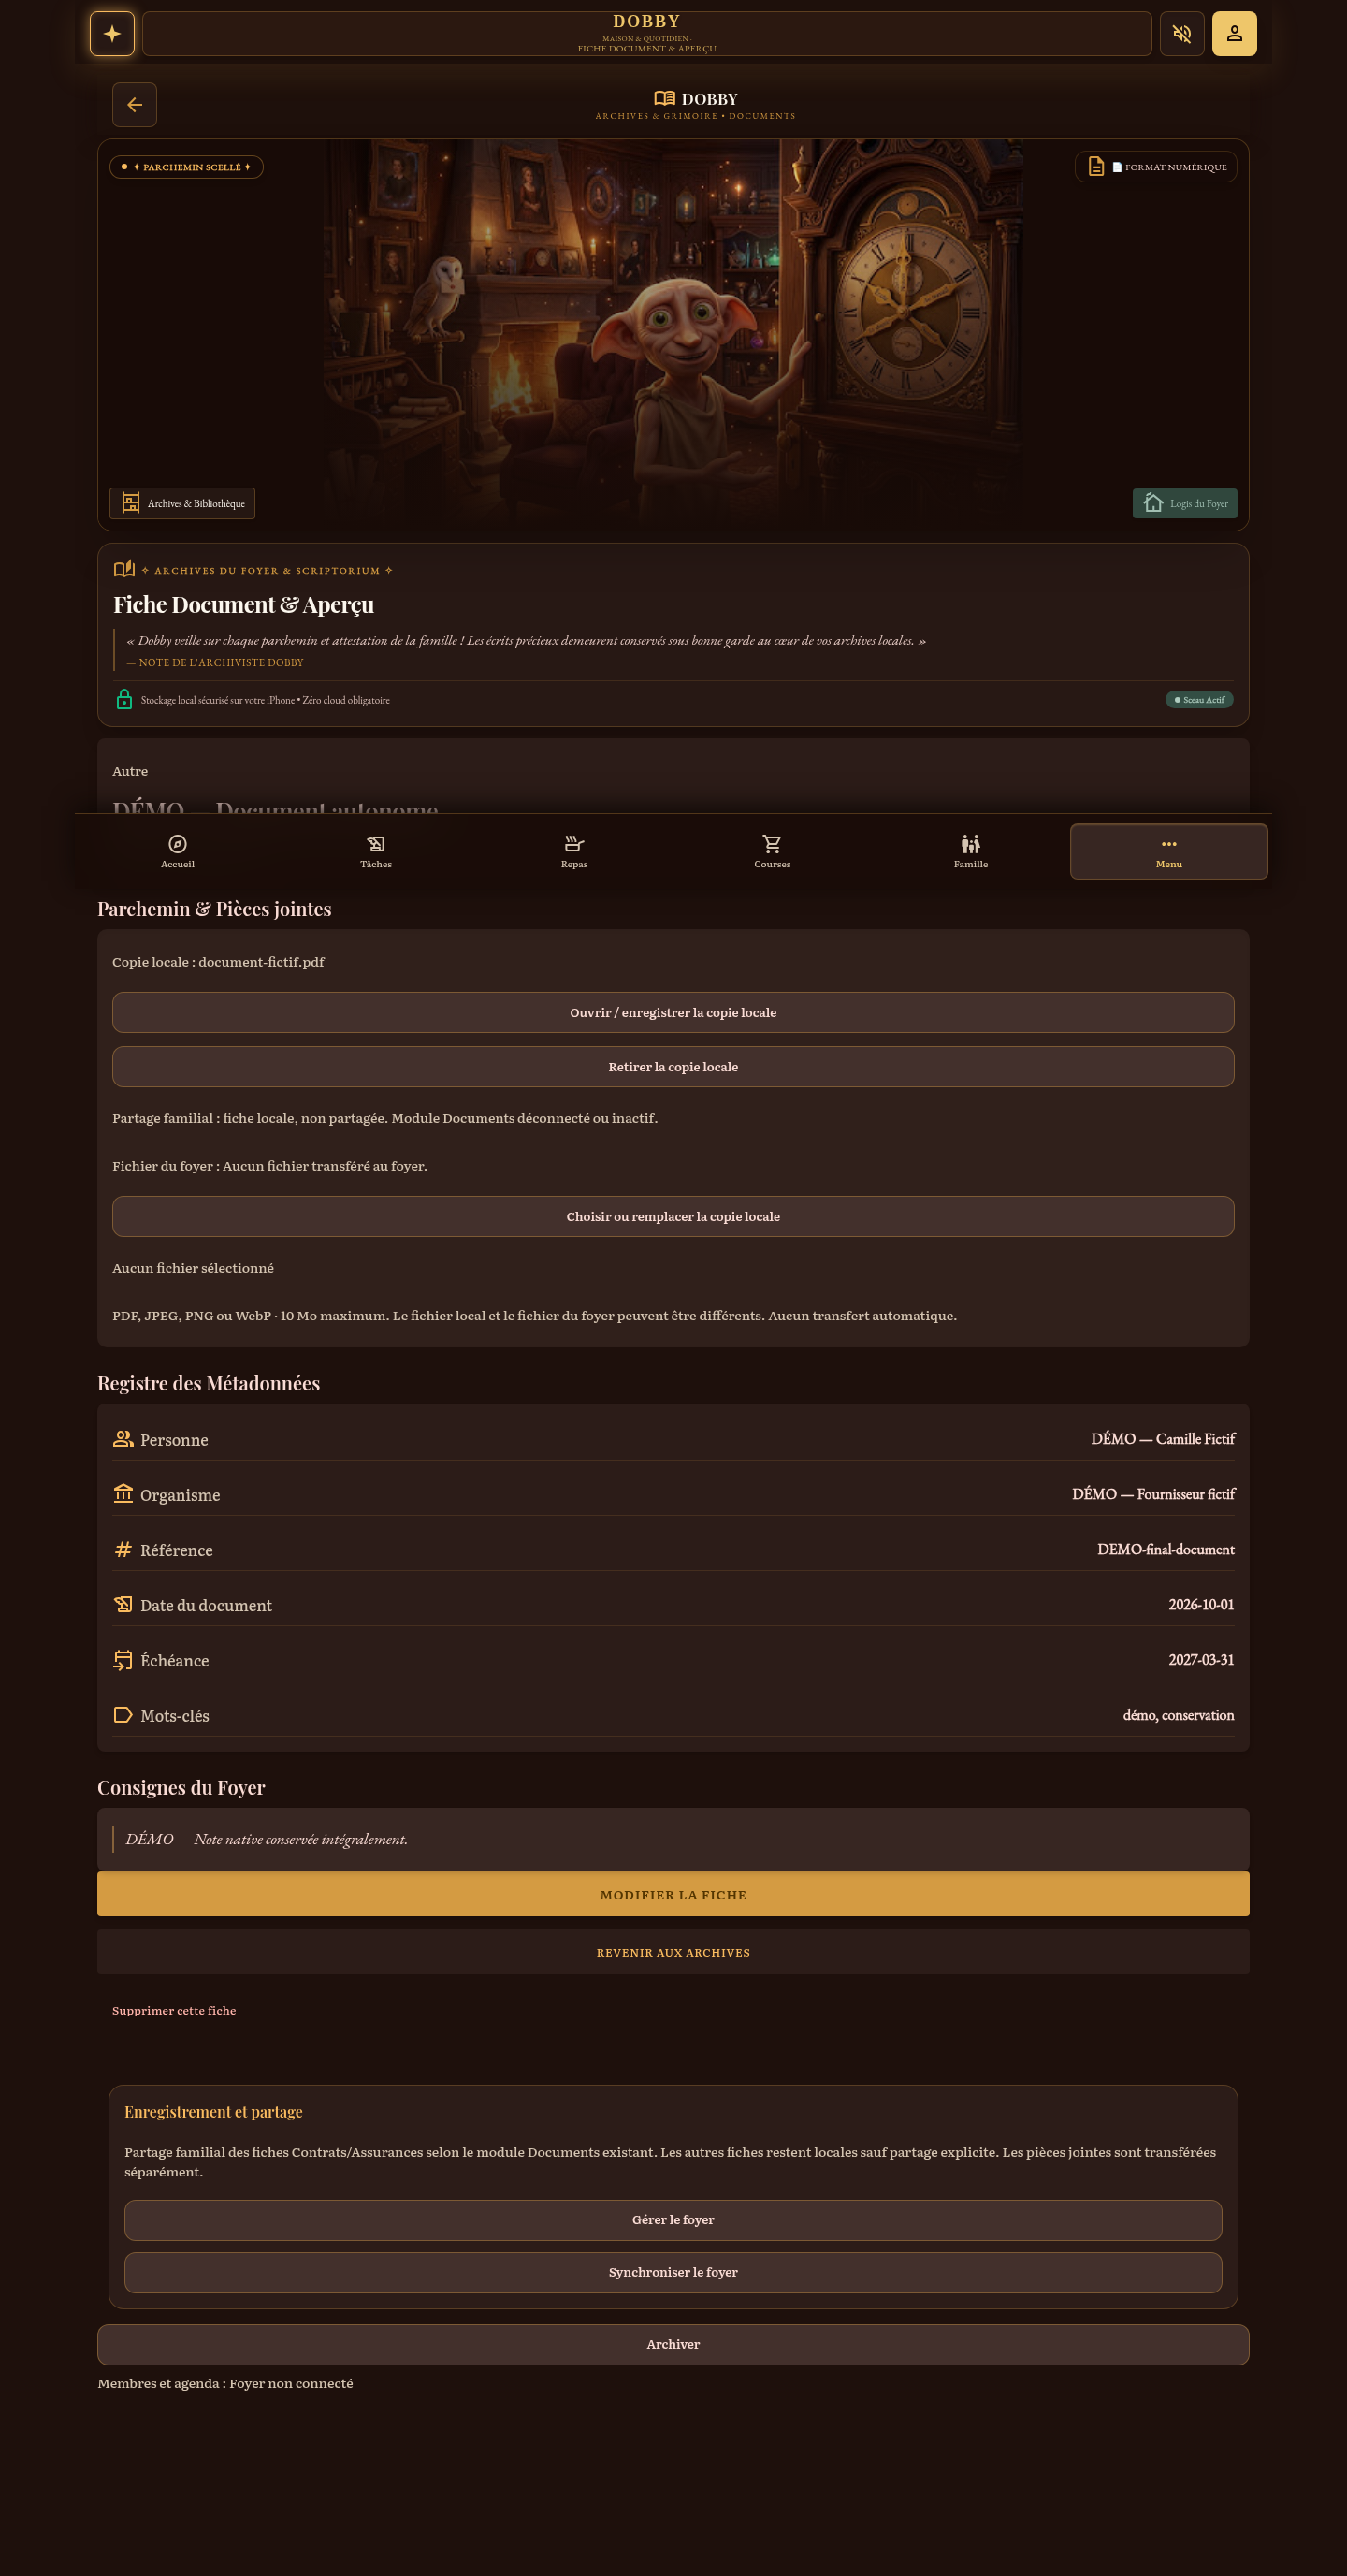 DOBBY
MAISON & QUOTIDIEN ·
FICHE DOCUMENT & APERÇU
DOBBY
ARCHIVES & GRIMOIRE • DOCUMENTS
✦ PARCHEMIN SCELLÉ ✦
📄 FORMAT NUMÉRIQUE
Archives & Bibliothèque
Logis du Foyer
✧ ARCHIVES DU FOYER & SCRIPTORIUM ✧
Fiche Document & Aperçu
« Dobby veille sur chaque parchemin et attestation de la famille ! Les écrits précieux demeurent conservés sous bonne garde au cœur de vos archives locales. »
— NOTE DE L'ARCHIVISTE DOBBY
Stockage local sécurisé sur votre iPhone • Zéro cloud obligatoire
Sceau Actif
Autre
DÉMO — Document autonome
Accueil
Tâches
Repas
Courses
Famille
Menu
Parchemin & Pièces jointes
Copie locale : document-fictif.pdf
Ouvrir / enregistrer la copie locale
Retirer la copie locale
Partage familial : fiche locale, non partagée. Module Documents déconnecté ou inactif.
Fichier du foyer : Aucun fichier transféré au foyer.
Choisir ou remplacer la copie locale
Aucun fichier sélectionné
PDF, JPEG, PNG ou WebP · 10 Mo maximum. Le fichier local et le fichier du foyer peuvent être différents. Aucun transfert automatique.
Registre des Métadonnées
Personne
DÉMO — Camille Fictif
Organisme
DÉMO — Fournisseur fictif
Référence
DEMO-final-document
Date du document
2026-10-01
Échéance
2027-03-31
Mots-clés
démo, conservation
Consignes du Foyer
DÉMO — Note native conservée intégralement.
MODIFIER LA FICHE
REVENIR AUX ARCHIVES
Supprimer cette fiche
Enregistrement et partage
Partage familial des fiches Contrats/Assurances selon le module Documents existant. Les autres fiches restent locales sauf partage explicite. Les pièces jointes sont transférées
séparément.
Gérer le foyer
Synchroniser le foyer
Archiver
Membres et agenda : Foyer non connecté